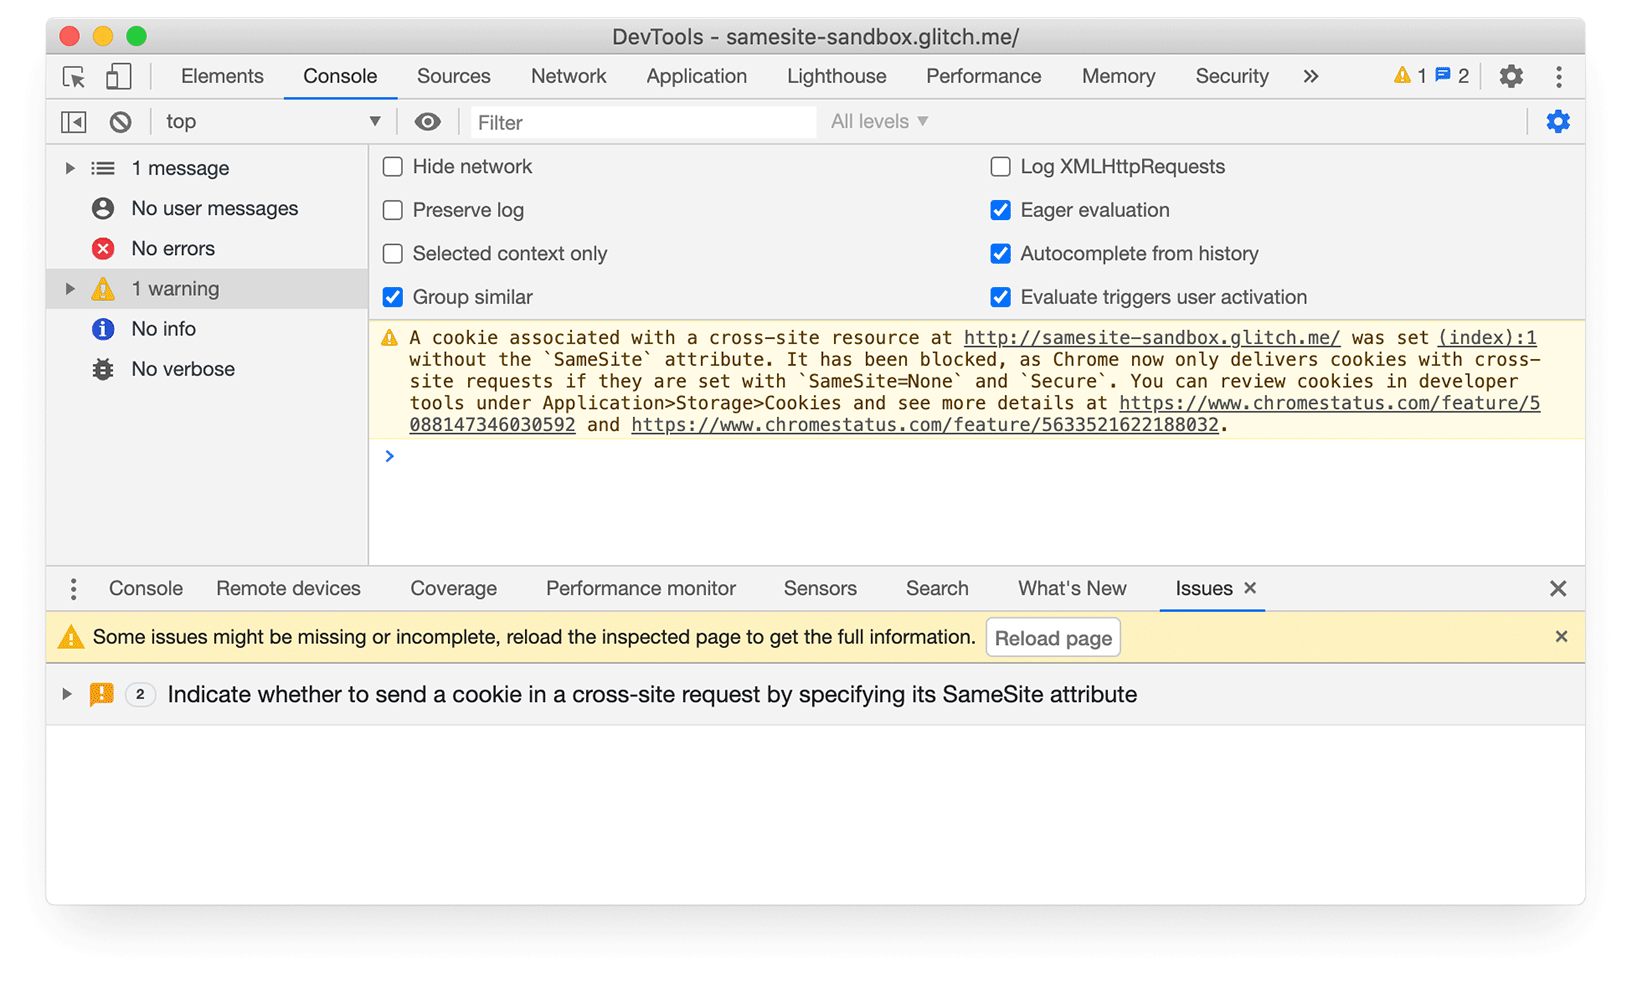 DevTools - samesite-sandbox.glitch.me/
Elements Console Sources Network Application Lighthouse Performance Memory Security » 1 2
top Filter All levels
1 message
No user messages
No errors
1 warning
No info
No verbose
Hide network Log XMLHttpRequests
Preserve log Eager evaluation
Selected context only Autocomplete from history
Group similar Evaluate triggers user activation
A cookie associated with a cross-site resource at http://samesite-sandbox.glitch.me/ was set (index):1
without the `SameSite` attribute. It has been blocked, as Chrome now only delivers cookies with cross-
site requests if they are set with `SameSite=None` and `Secure`. You can review cookies in developer
tools under Application>Storage>Cookies and see more details at https://www.chromestatus.com/feature/5
088147346030592 and https://www.chromestatus.com/feature/5633521622188032.
>
Console Remote devices Coverage Performance monitor Sensors Search What's New Issues
Some issues might be missing or incomplete, reload the inspected page to get the full information. Reload page
2 Indicate whether to send a cookie in a cross-site request by specifying its SameSite attribute